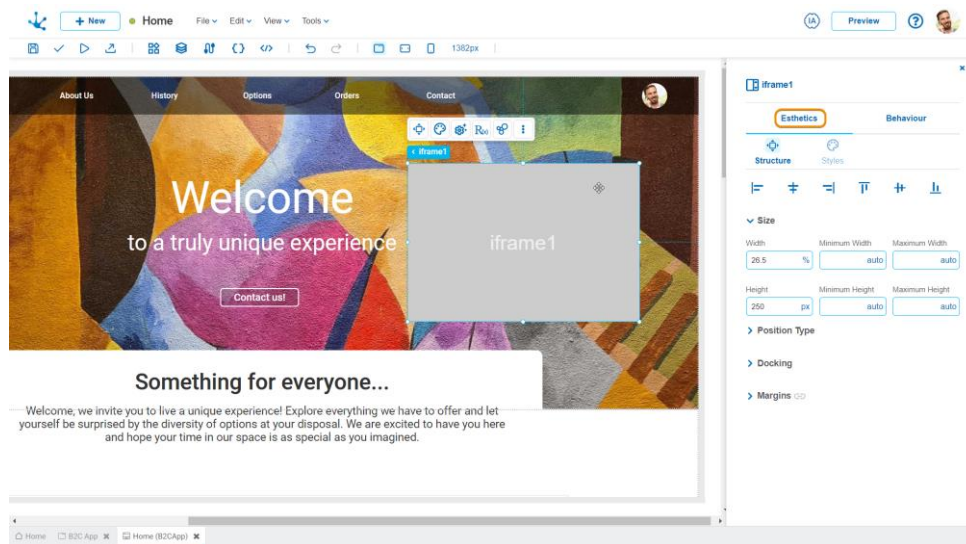 + New
Home
File
Edit
View
Tools
IA
Preview
?
1382px
iframe1
Esthetics
Behaviour
Structure
Styles
Size
Width
Minimum Width
Maximum Width
26.5 %
auto
auto
Height
Minimum Height
Maximum Height
250 px
auto
auto
Position Type
Docking
Margins
About Us
History
Options
Orders
Contact
iframe1
Welcome
to a truly unique experience
iframe1
Contact us!
Something for everyone...
Welcome, we invite you to live a unique experience! Explore everything we have to offer and let
yourself be surprised by the diversity of options at your disposal. We are excited to have you here
and hope your time in our space is as special as you imagined.
Home
B2C App
Home (B2CApp)